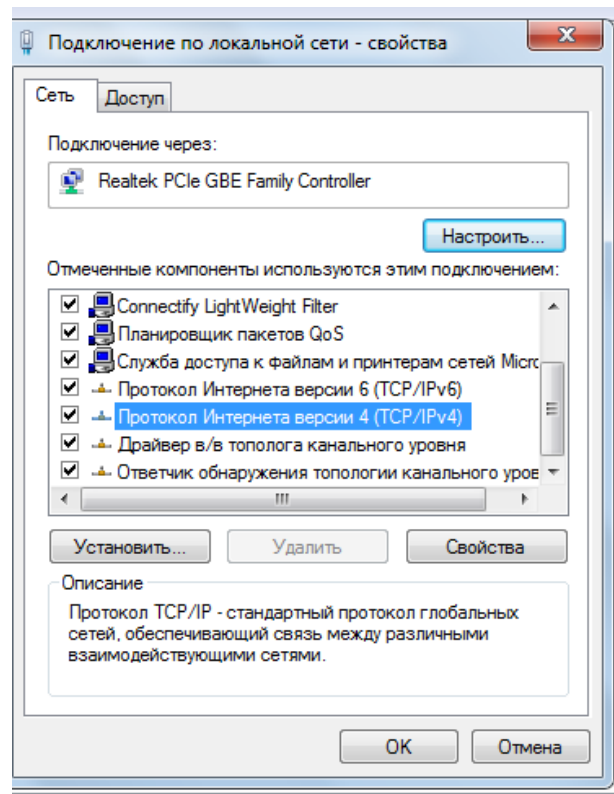 Подключение по локальной сети - свойства
Сеть
Доступ
Подключение через:
Realtek PCIe GBE Family Controller
Настроить...
Отмеченные компоненты используются этим подключением:
Connectify LightWeight Filter
Планировщик пакетов QoS
Служба доступа к файлам и принтерам сетей Micro
Протокол Интернета версии 6 (TCP/IPv6)
Протокол Интернета версии 4 (TCP/IPv4)
Драйвер в/в тополога канального уровня
Ответчик обнаружения топологии канального уров
Установить...
Удалить
Свойства
Описание
Протокол TCP/IP - стандартный протокол глобальных
сетей, обеспечивающий связь между различными
взаимодействующими сетями.
OK
Отмена